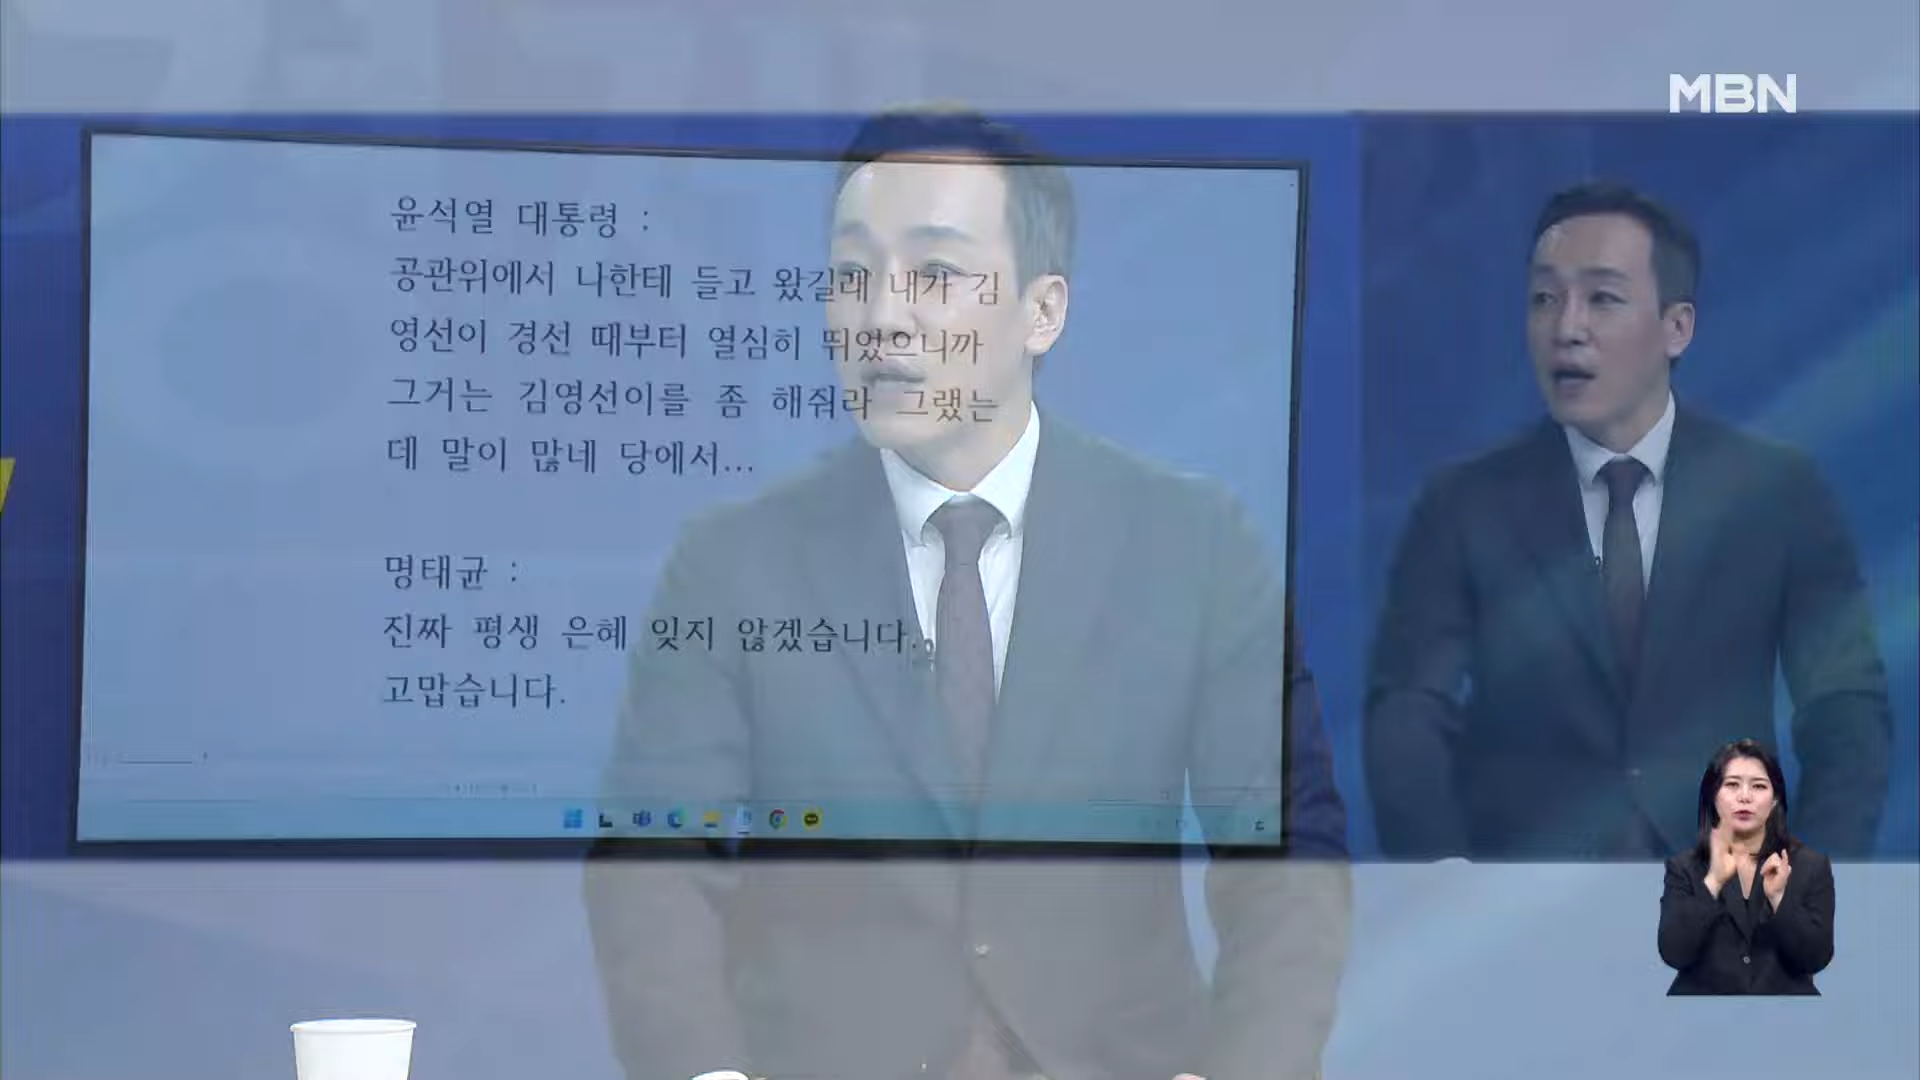 MBN
윤석열 대통령 :
공관위에서 나한테 들고 왔길래 내가 김
영선이 경선 때부터 열심히 뛰었으니까
그거는 김영선이를 좀 해줘라 그랬는
데 말이 많네 당에서...
명태균 :
진짜 평생 은혜 잊지 않겠습니다.
고맙습니다.